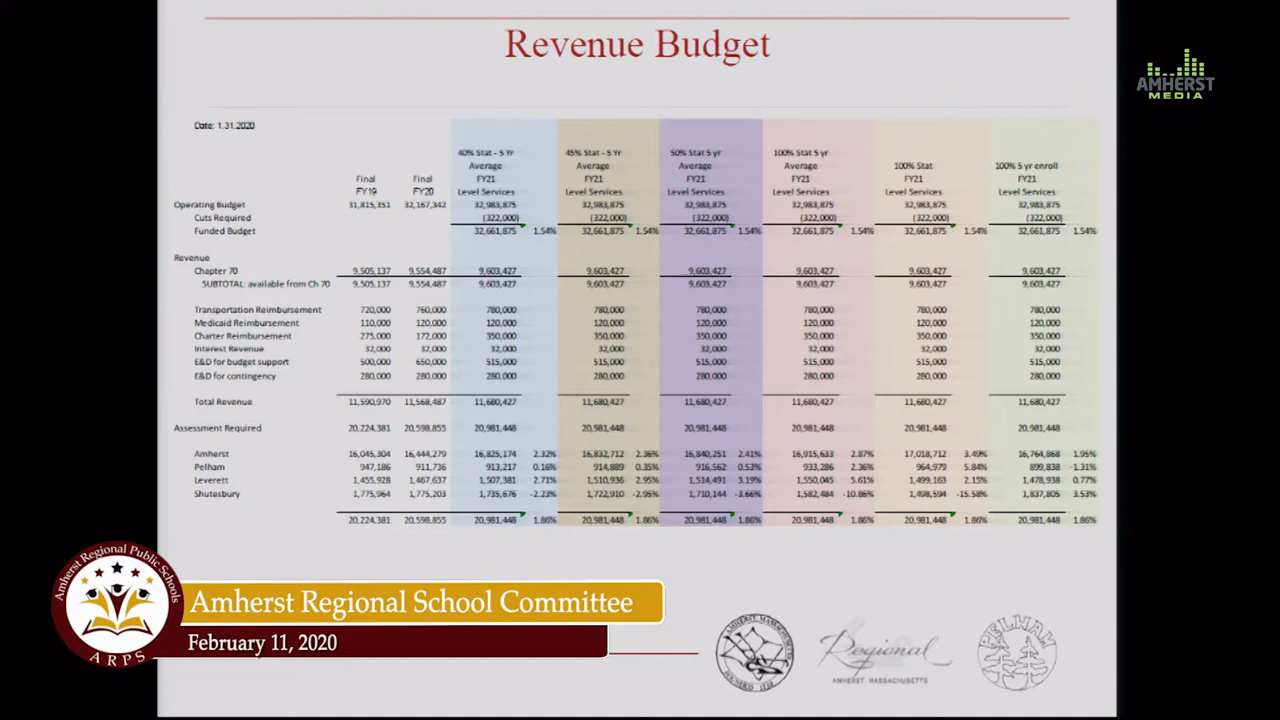 Revenue Budget
AMHERST
MEDIA
Date: 1.31.2020
40% Stat - 5 Yr 45% Stat - 5 Yr 50% Stat 5 yr 100% Stat 5 yr
Average Average Average Average 100% Stat 100% 5 yr enroll
Final Final FY21 FY21 FY21 FY21 FY21 FY21
FY19 FY20 Level Services Level Services Level Services Level Services Level Services Level Services
Operating Budget 31,815,351 32,167,342 32,983,875 32,983,875 32,983,875 32,983,875 32,983,875 32,983,875
Cuts Required (322,000) (322,000) (322,000) (322,000) (322,000) (322,000)
Funded Budget 32,661,875 1.54% 32,661,875 1.54% 32,661,875 1.54% 32,661,875 1.54% 32,661,875 1.54% 32,661,875 1.54%
Revenue
Chapter 70 9,505,137 9,554,487 9,603,427 9,603,427 9,603,427 9,603,427 9,603,427 9,603,427
SUBTOTAL: available from Ch 70 9,505,137 9,554,487 9,603,427 9,603,427 9,603,427 9,603,427 9,603,427 9,603,427
Transportation Reimbursement 720,000 760,000 780,000 780,000 780,000 780,000 780,000 780,000
Medicaid Reimbursement 110,000 120,000 120,000 120,000 120,000 120,000 120,000 120,000
Charter Reimbursement 275,000 172,000 350,000 350,000 350,000 350,000 350,000 350,000
Interest Revenue 32,000 32,000 32,000 32,000 32,000 32,000 32,000 32,000
E&D for budget support 500,000 650,000 515,000 515,000 515,000 515,000 515,000 515,000
E&D for contingency 280,000 280,000 280,000 280,000 280,000 280,000 280,000 280,000
Total Revenue 11,590,970 11,568,487 11,680,427 11,680,427 11,680,427 11,680,427 11,680,427 11,680,427
Assessment Required 20,224,381 20,598,855 20,981,448 20,981,448 20,981,448 20,981,448 20,981,448 20,981,448
Amherst 16,045,304 16,444,279 16,825,174 2.32% 16,832,712 2.36% 16,840,251 2.41% 16,915,633 2.87% 17,018,712 3.49% 16,764,868 1.95%
Pelham 947,186 911,736 913,217 0.16% 914,889 0.35% 916,562 0.53% 933,286 2.36% 964,979 5.84% 899,838 -1.31%
Leverett 1,455,928 1,467,637 1,507,381 2.71% 1,510,936 2.95% 1,514,491 3.19% 1,550,045 5.61% 1,499,163 2.15% 1,478,938 0.77%
Shutesbury 1,775,964 1,775,203 1,735,676 -2.23% 1,722,910 -2.95% 1,710,144 -3.66% 1,582,484 -10.86% 1,498,594 -15.58% 1,837,805 3.53%
20,224,381 20,598,855 20,981,448 1.86% 20,981,448 1.86% 20,981,448 1.86% 20,981,448 1.86% 20,981,448 1.86% 20,981,448 1.86%
Amherst Regional Public Schools
ARPS
Amherst Regional School Committee
February 11, 2020
AMHERST MASSACHUSETTS
Regional
AMHERST, MASSACHUSETTS
PELHAM